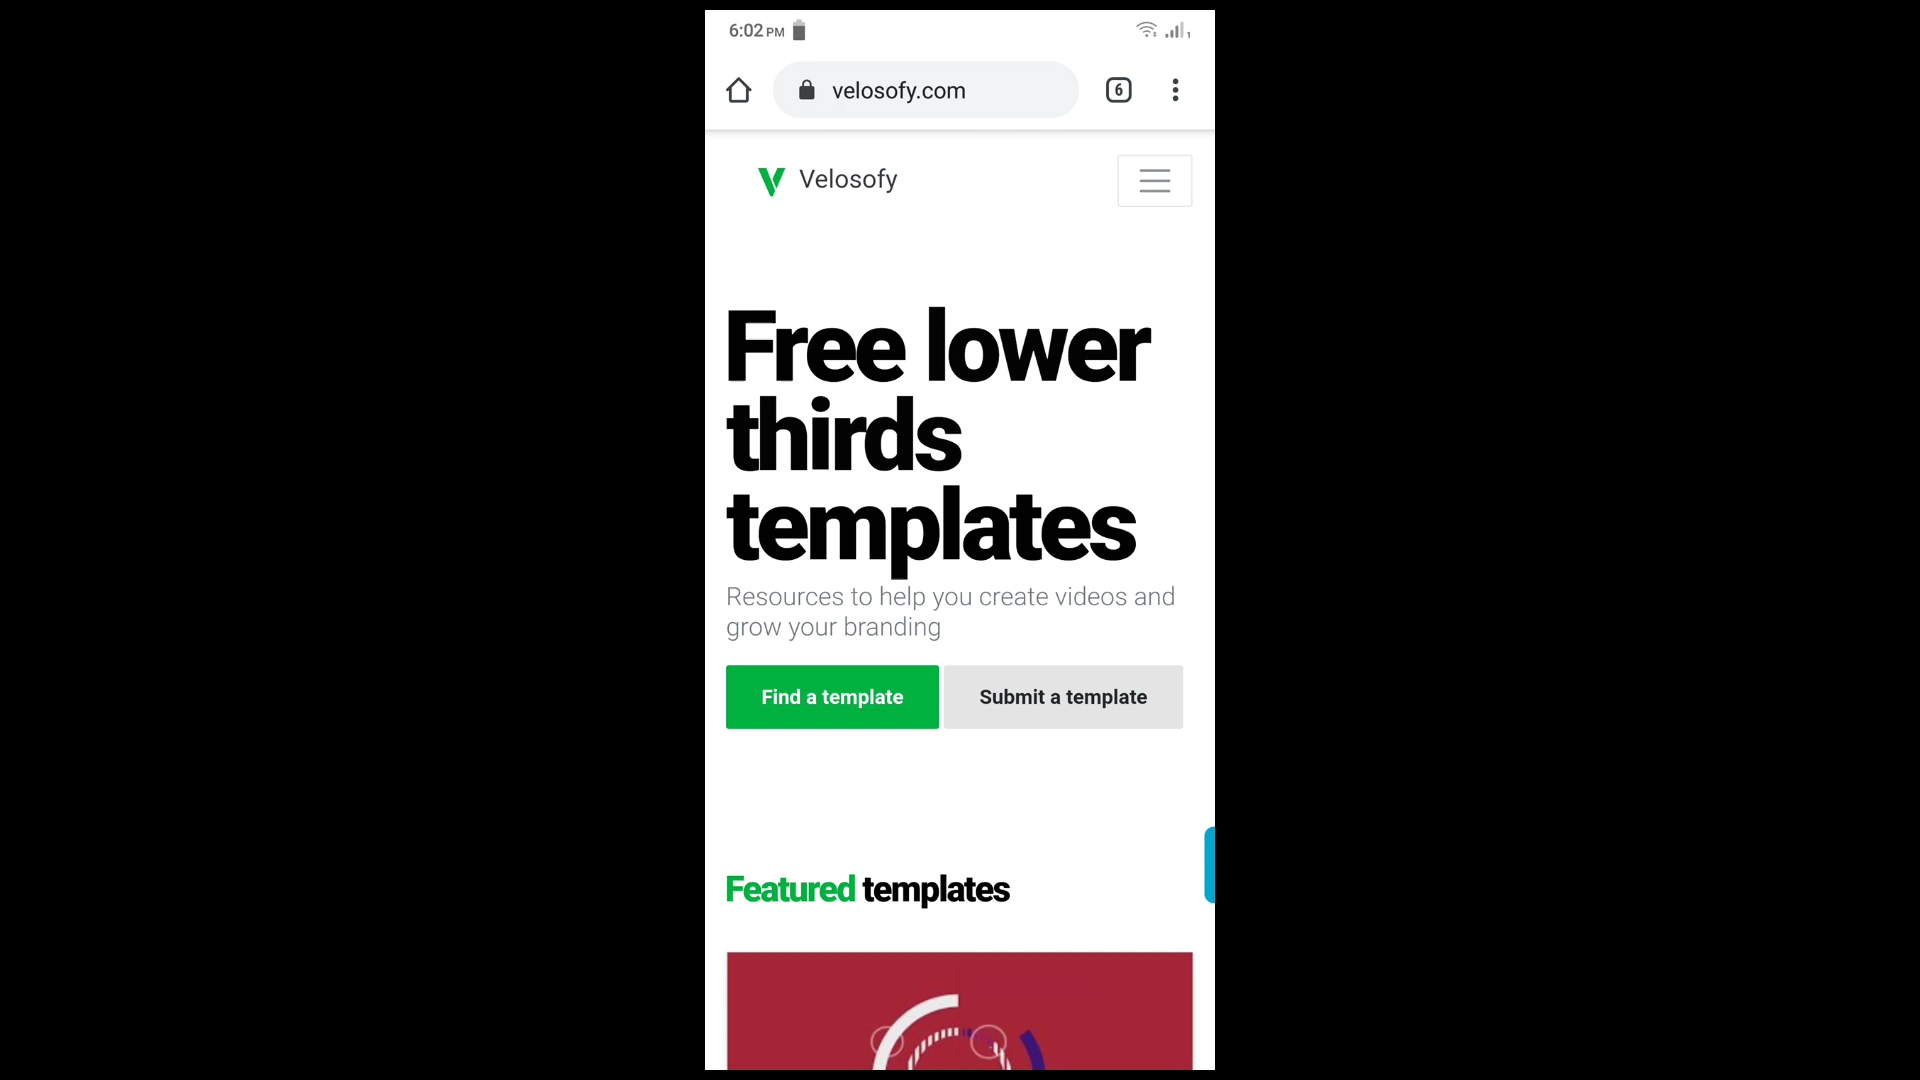 6:02 PM
velosofy.com
6
Velosofy
Free lower
thirds
templates
Resources to help you create videos and
grow your branding
Find a template
Submit a template
Featured templates